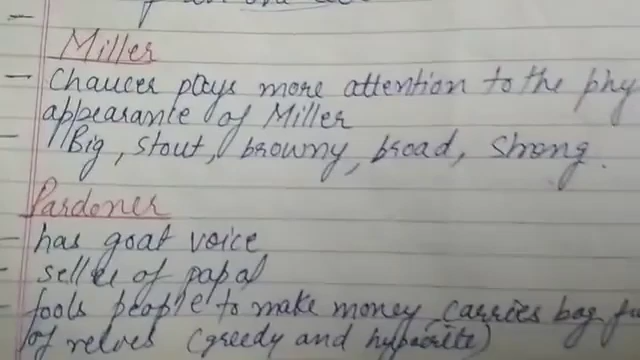 Miller
- Chaucer pays more attention to the phy
appearance of Miller
- Big, stout, browny, broad, strong.
Pardoner
- has goat voice
- seller of papal
- fools people to make money, carries bag fu
of relics (greedy and hypocrite)